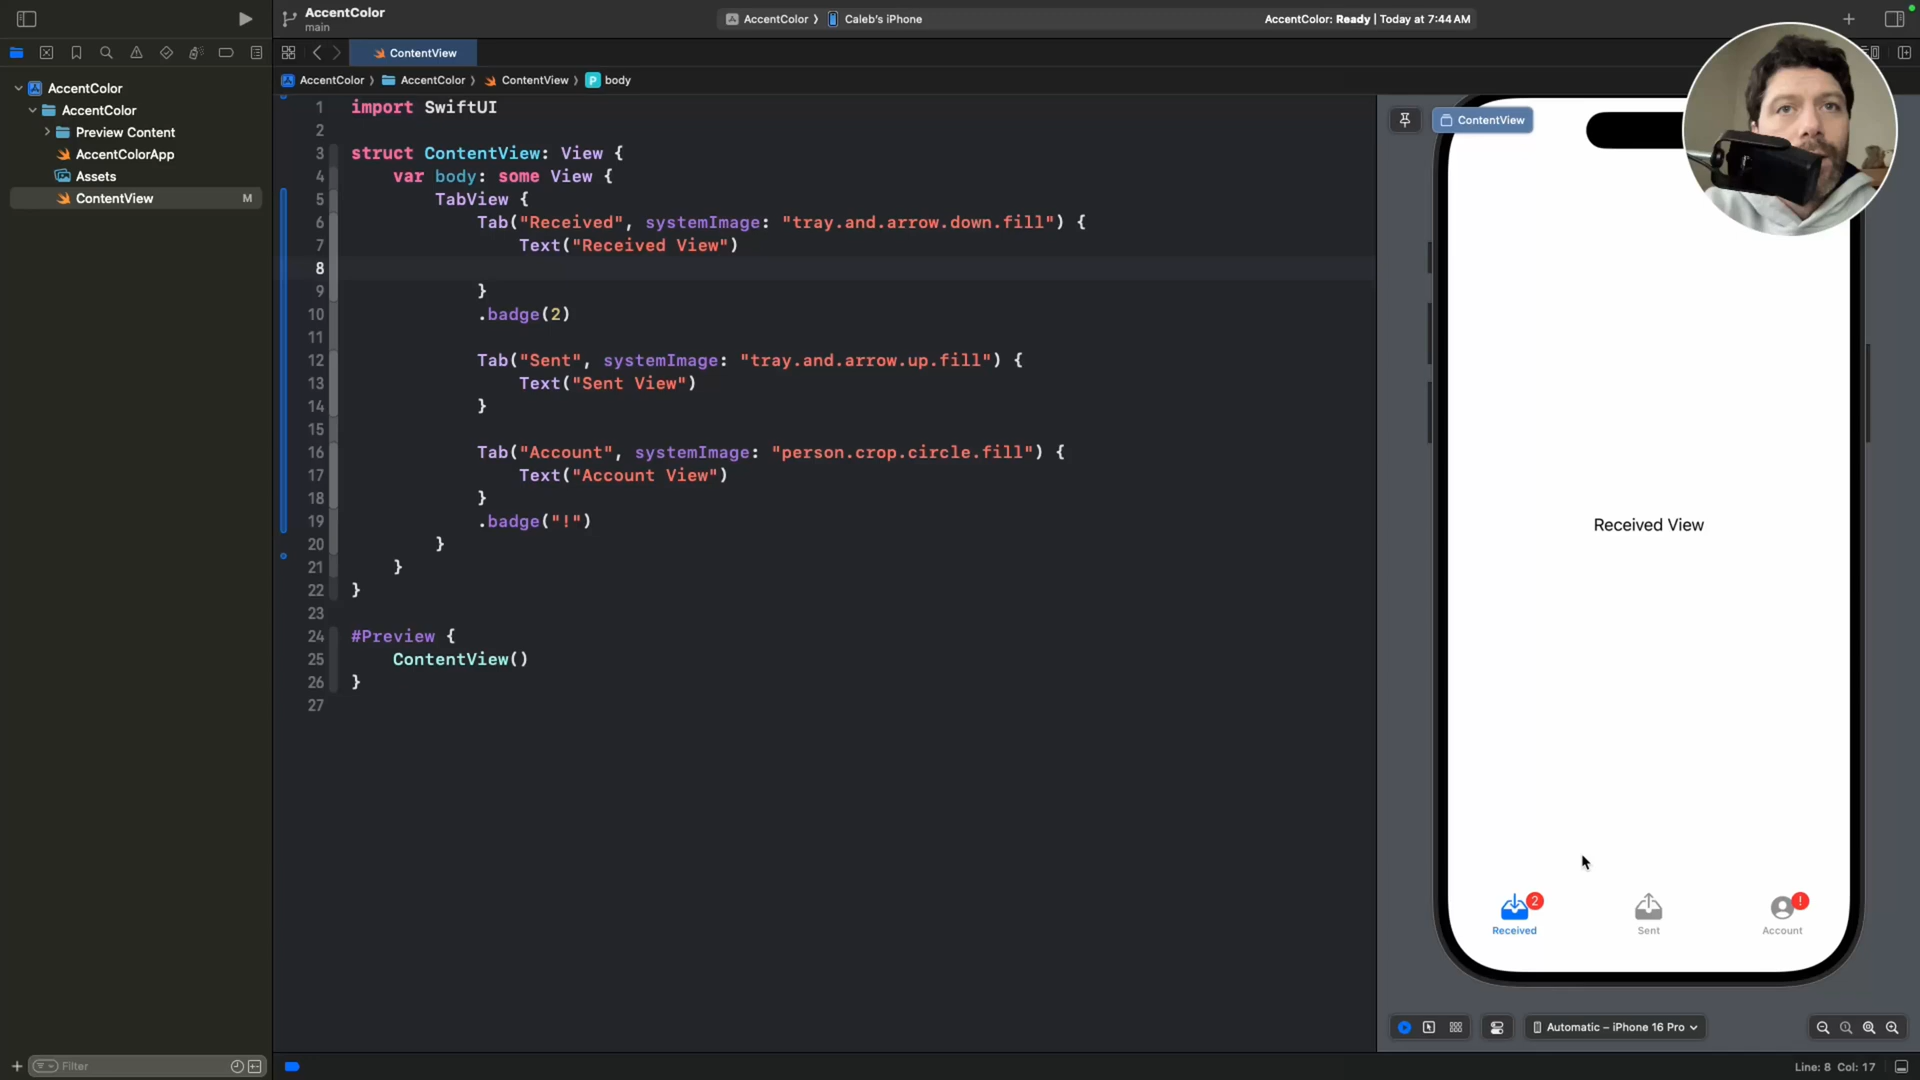 AccentColor
main
AccentColor 〉 Caleb's iPhone
AccentColor: Ready | Today at 7:44 AM
ContentView
AccentColor 〉 AccentColor 〉 ContentView 〉 P body
AccentColor
AccentColor
Preview Content
AccentColorApp
Assets
ContentView M
1 import SwiftUI
2
3 struct ContentView: View {
4 var body: some View {
5 TabView {
6 Tab("Received", systemImage: "tray.and.arrow.down.fill") {
7 Text("Received View")
8
9 }
10 .badge(2)
11
12 Tab("Sent", systemImage: "tray.and.arrow.up.fill") {
13 Text("Sent View")
14 }
15
16 Tab("Account", systemImage: "person.crop.circle.fill") {
17 Text("Account View")
18 }
19 .badge("!")
20 }
21 }
22 }
23
24 #Preview {
25 ContentView()
26 }
27
ContentView
Received View
2
!
Received
Sent
Account
Automatic – iPhone 16 Pro
Filter
Line: 8 Col: 17